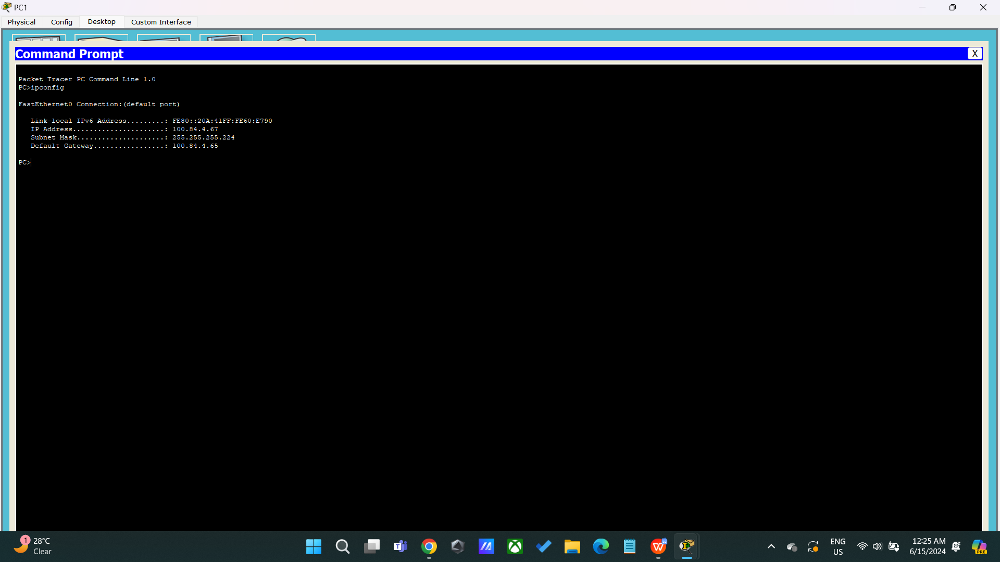 PC1
Physical Config Desktop Custom Interface
Command Prompt X
Packet Tracer PC Command Line 1.0
PC>ipconfig
FastEthernet0 Connection:(default port)
Link-local IPv6 Address.........: FE80::20A:41FF:FE60:E790
IP Address......................: 100.84.4.67
Subnet Mask.....................: 255.255.255.224
Default Gateway.................: 100.84.4.65
PC>
1
28°C
Clear
ENG
US
12:25 AM
6/15/2024
PRE